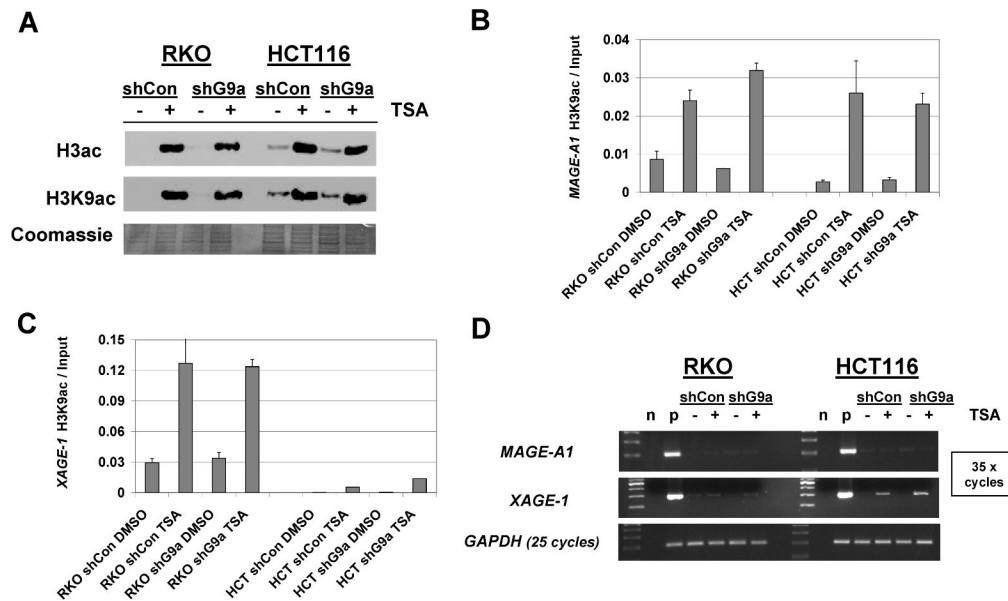 A
RKO HCT116
shCon shG9a shCon shG9a
- + - + - + - + TSA
H3ac
H3K9ac
Coomassie
B
MAGE-A1 H3K9ac / Input
0.04
0.03
0.02
0.01
0
RKO shCon DMSO
RKO shCon TSA
RKO shG9a DMSO
RKO shG9a TSA
HCT shCon DMSO
HCT shCon TSA
HCT shG9a DMSO
HCT shG9a TSA
C
XAGE-1 H3K9ac / Input
0.15
0.12
0.09
0.06
0.03
0
RKO shCon DMSO
RKO shCon TSA
RKO shG9a DMSO
RKO shG9a TSA
HCT shCon DMSO
HCT shCon TSA
HCT shG9a DMSO
HCT shG9a TSA
D
RKO HCT116
shCon shG9a shCon shG9a
n p - + - + n p - + - + TSA
MAGE-A1
XAGE-1
GAPDH (25 cycles)
35 x
cycles